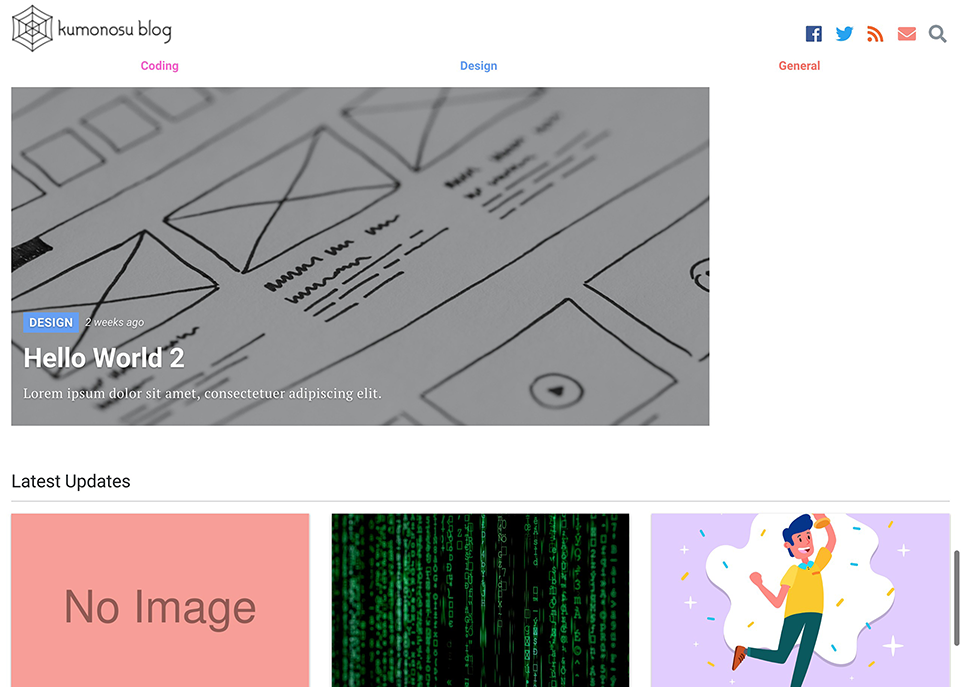 kumonosu blog
Coding Design General
DESIGN 2 weeks ago
Hello World 2
Lorem ipsum dolor sit amet, consectetuer adipiscing elit.
Latest Updates
No Image